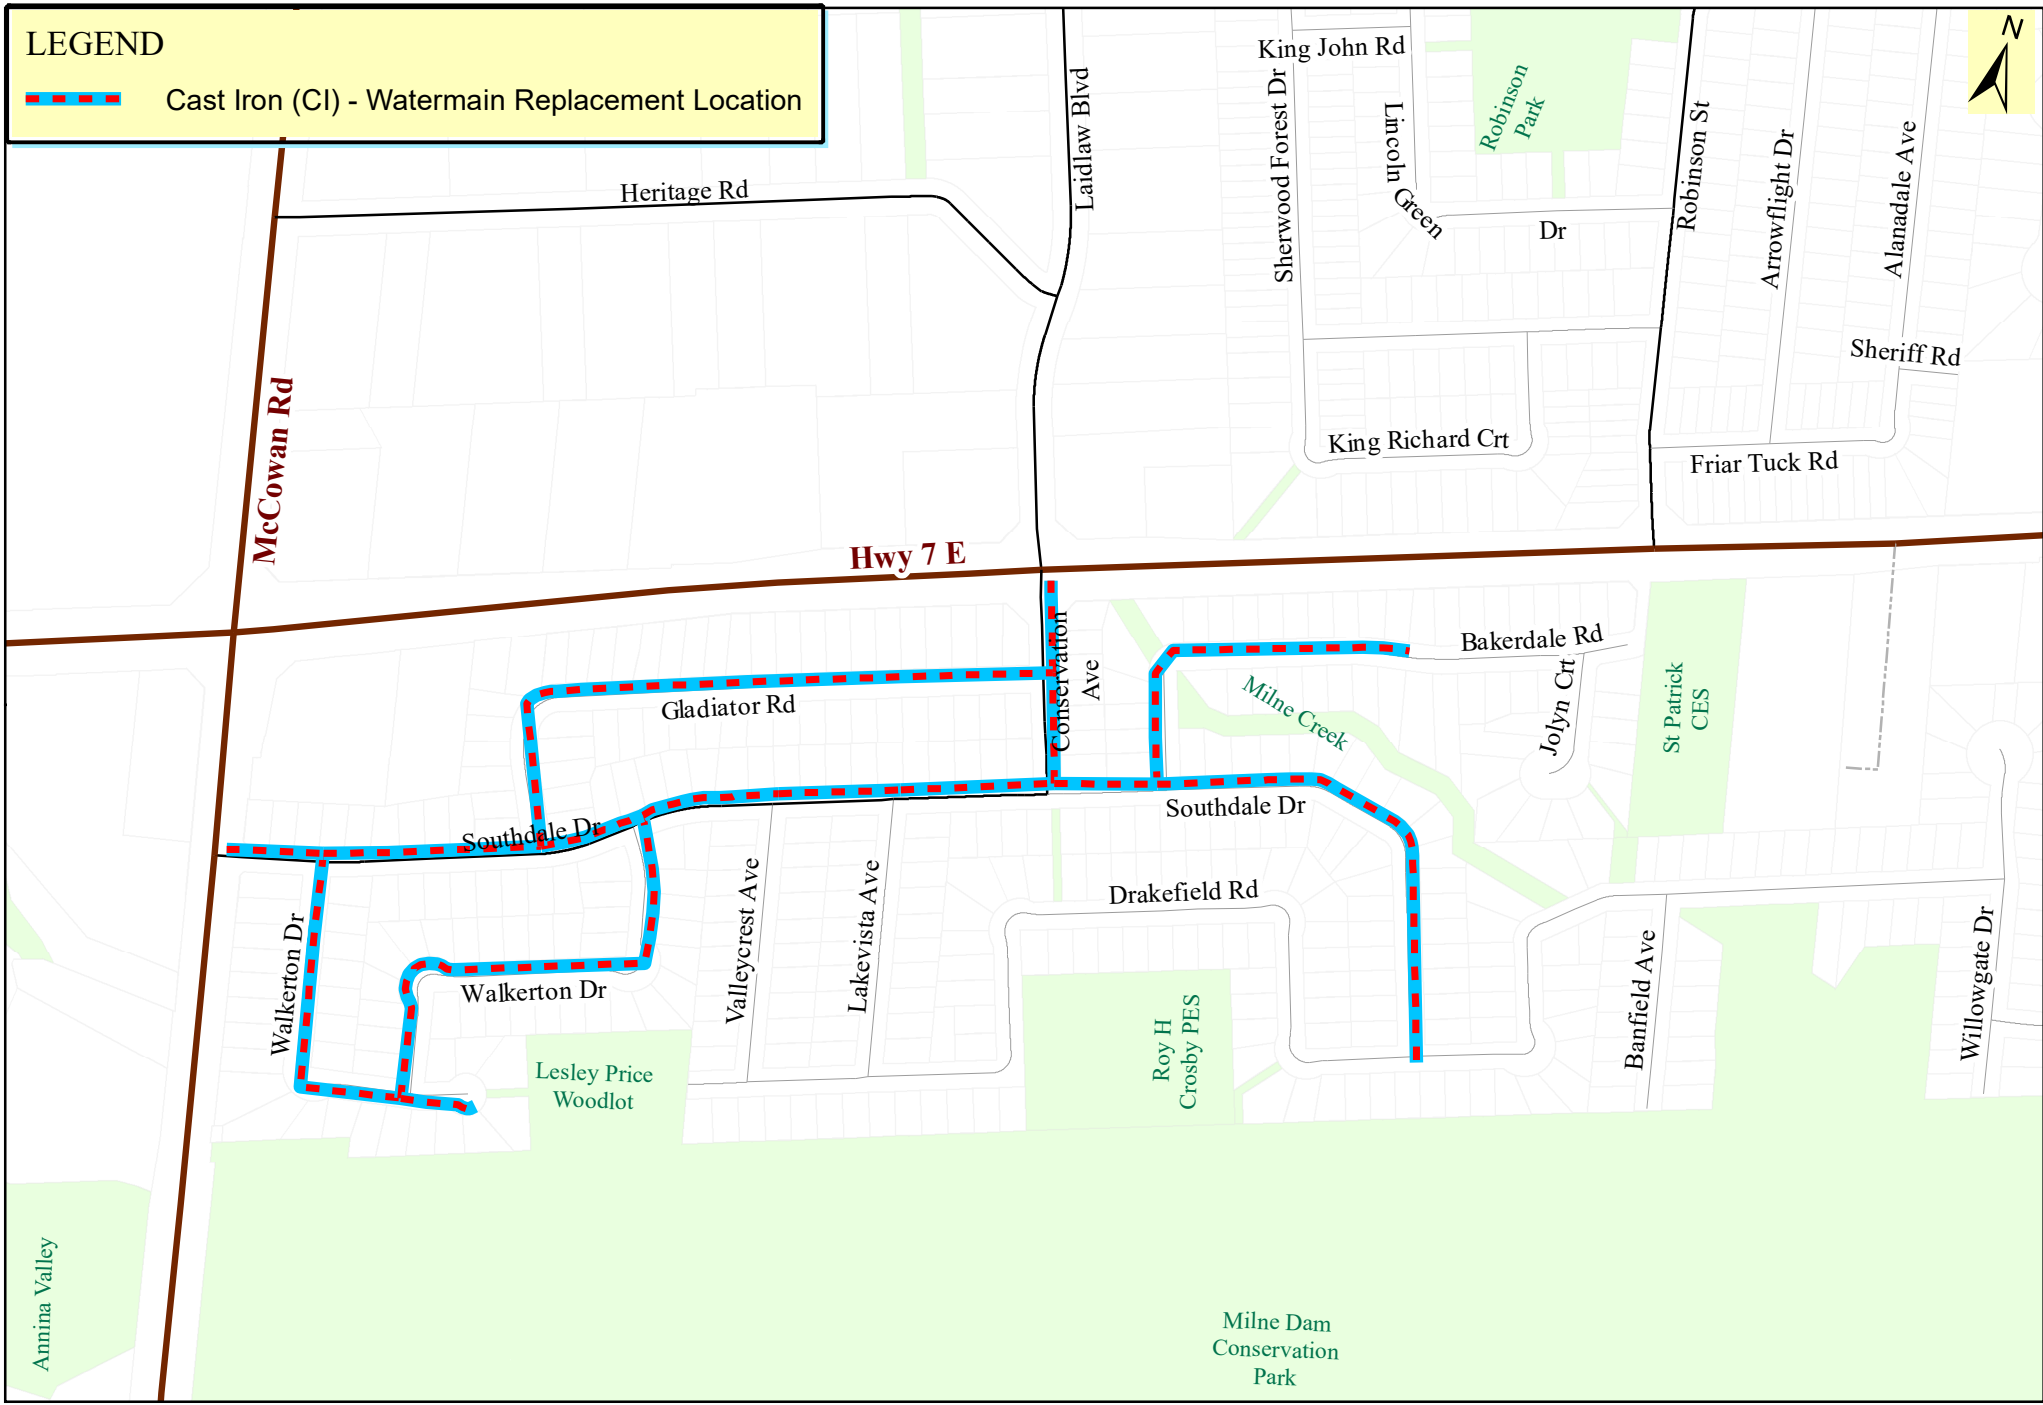 LEGEND
Cast Iron (CI) - Watermain Replacement Location
N
King John Rd
Laidlaw Blvd
Sherwood Forest Dr
Lincoln Green
Dr
Robinson
Park
Robinson St
Arrowflight Dr
Alanadale Ave
Heritage Rd
Sheriff Rd
McCowan Rd
King Richard Crt
Friar Tuck Rd
Hwy 7 E
Conservation
Ave
Bakerdale Rd
Jolyn Crt
Milne Creek
St Patrick
CES
Gladiator Rd
Southdale Dr
Southdale Dr
Drakefield Rd
Walkerton Dr
Walkerton Dr
Valleycrest Ave
Lakevista Ave
Banfield Ave
Willowgate Dr
Roy H
Crosby PES
Lesley Price
Woodlot
Annina Valley
Milne Dam
Conservation
Park